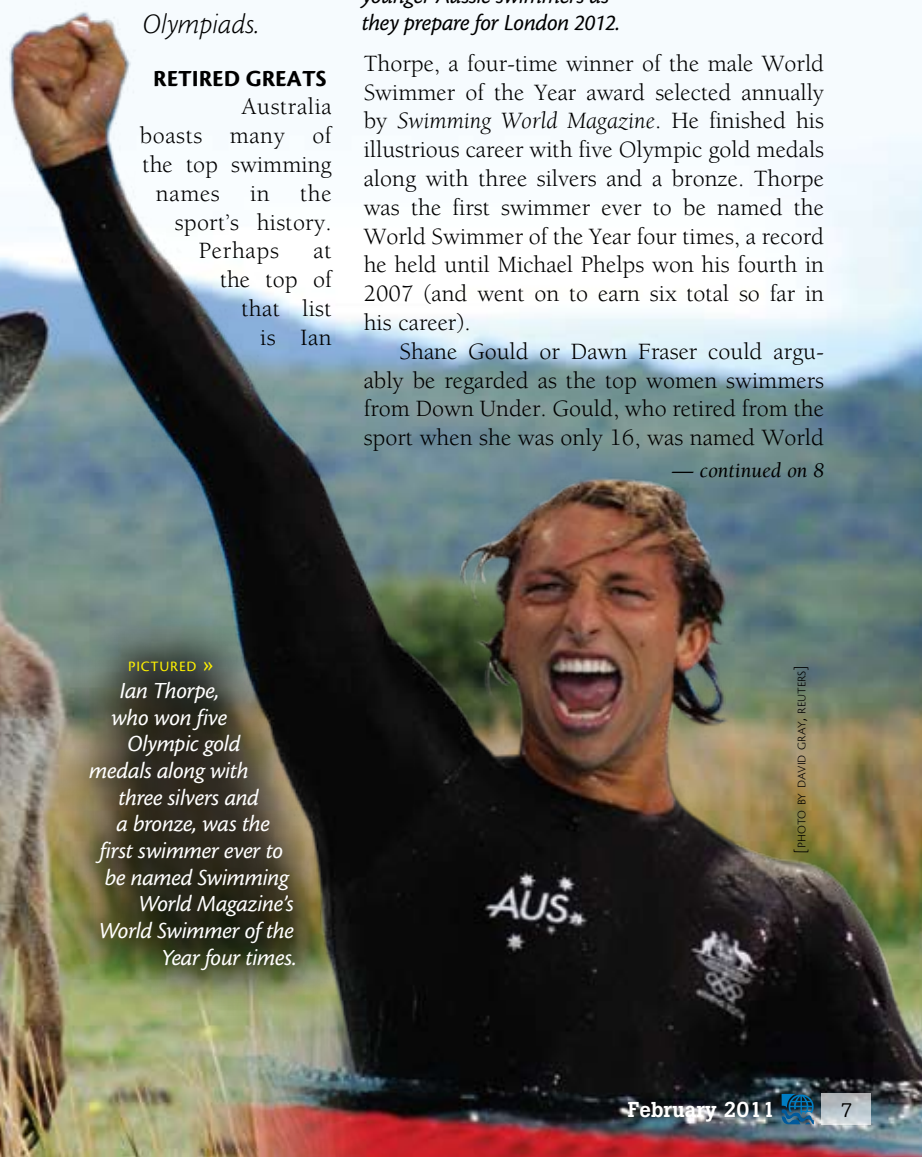 Olympiads.
RETIRED GREATS
Australia
boasts many of
the top swimming
names in the
sport's history.
Perhaps at
the top of
that list
is Ian
younger Aussie swimmers as
they prepare for London 2012.
Thorpe, a four-time winner of the male World
Swimmer of the Year award selected annually
by Swimming World Magazine. He finished his
illustrious career with five Olympic gold medals
along with three silvers and a bronze. Thorpe
was the first swimmer ever to be named the
World Swimmer of the Year four times, a record
he held until Michael Phelps won his fourth in
2007 (and went on to earn six total so far in
his career).
Shane Gould or Dawn Fraser could argu-
ably be regarded as the top women swimmers
from Down Under. Gould, who retired from the
sport when she was only 16, was named World
— continued on 8
PICTURED »
Ian Thorpe,
who won five
Olympic gold
medals along with
three silvers and
a bronze, was the
first swimmer ever to
be named Swimming
World Magazine's
World Swimmer of the
Year four times.
[PHOTO BY DAVID GRAY, REUTERS]
AUS
February 2011 7